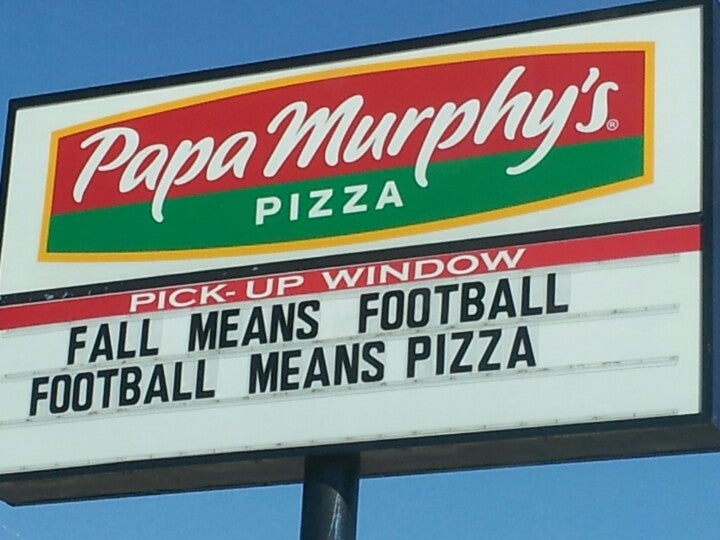 Papa Murphy's®
PIZZA
PICK-UP WINDOW
FALL MEANS FOOTBALL
FOOTBALL MEANS PIZZA